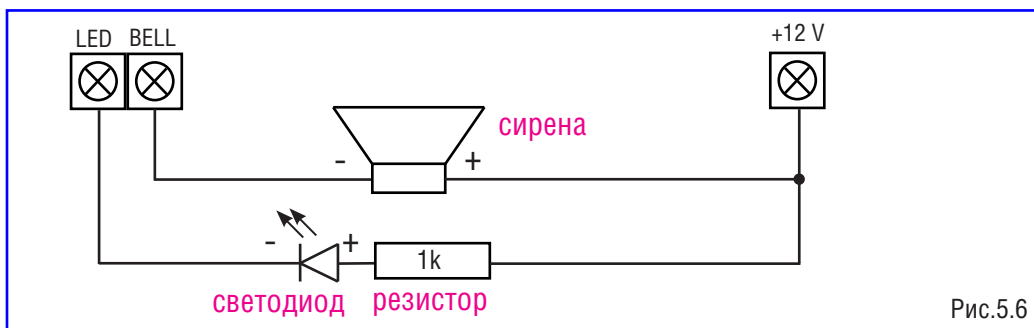 LED BELL +12 V
сирена
- +
- +
1k
светодиод резистор
Рис.5.6